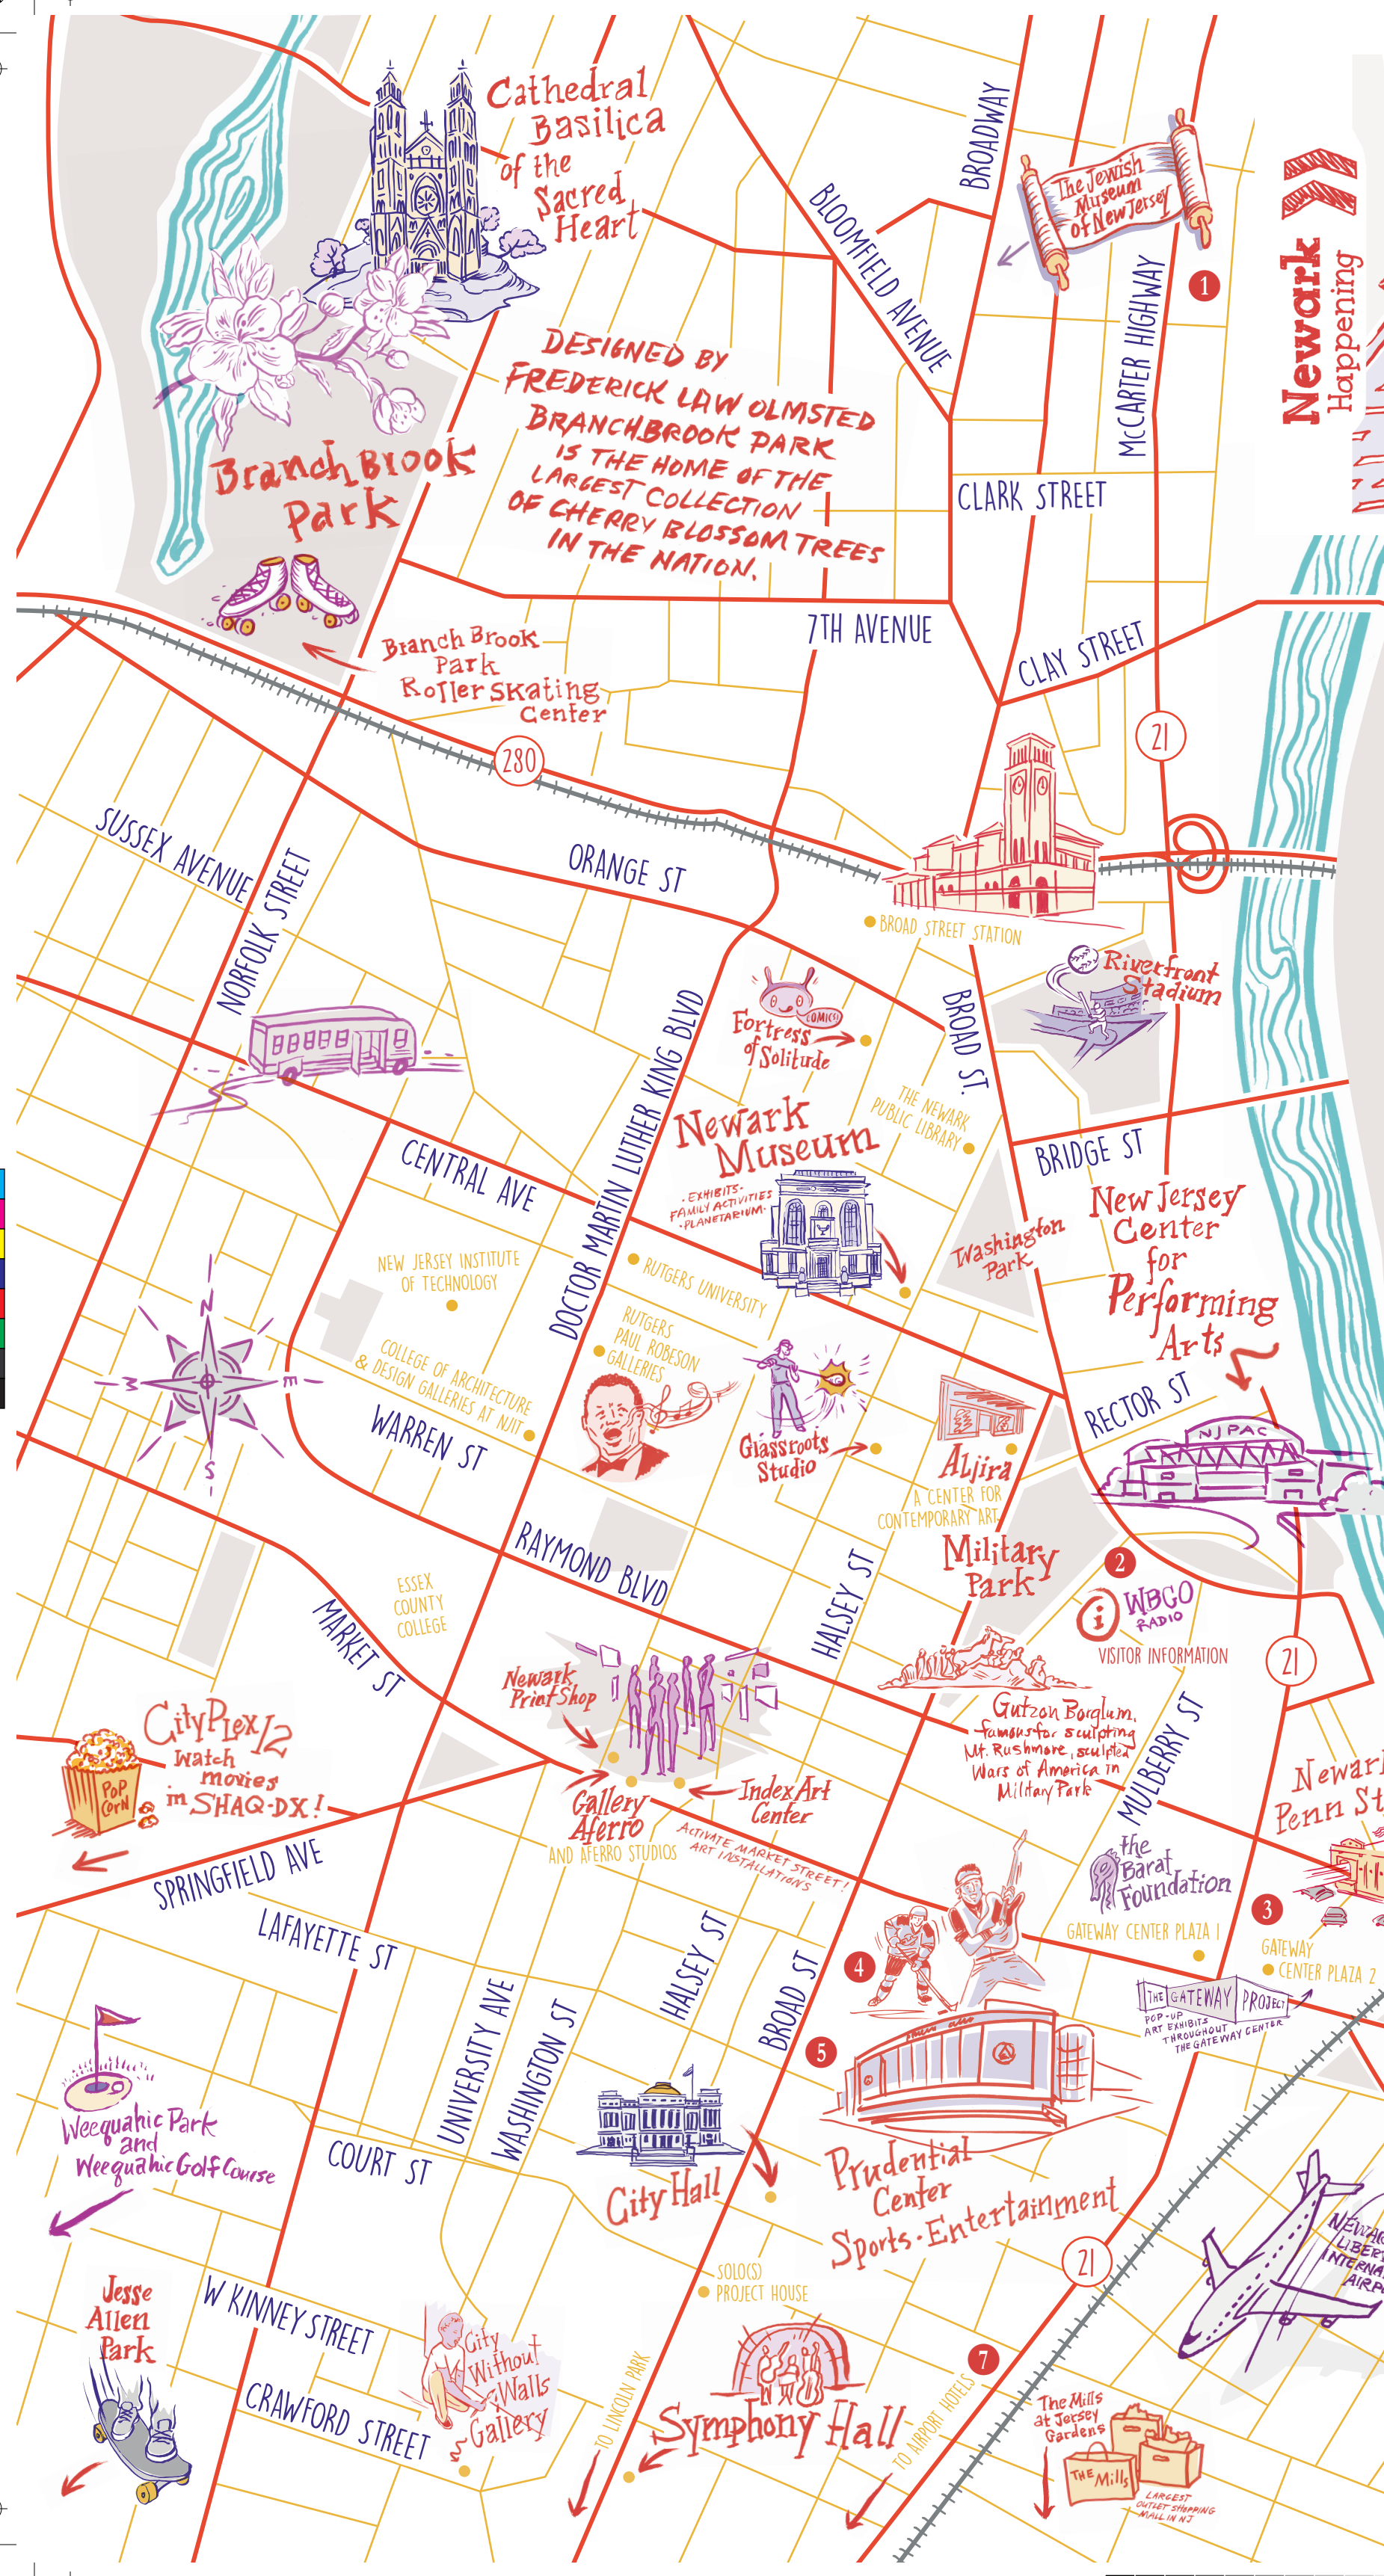 Cathedral
Basilica
of the
Sacred
Heart
BROADWAY
The Jewish
Museum
of New Jersey
1
BLOOMFIELD AVENUE
McCARTER HIGHWAY
Newark
Happening
DESIGNED BY
FREDERICK LAW OLMSTED
BRANCHBROOK PARK
IS THE HOME OF THE
LARGEST COLLECTION
OF CHERRY BLOSSOM TREES
IN THE NATION.
Branch Brook
Park
CLARK STREET
7TH AVENUE
CLAY STREET
Branch Brook
Park
Roller Skating
Center
280
21
SUSSEX AVENUE
NORFOLK STREET
ORANGE ST
BROAD STREET STATION
Riverfront
Stadium
COMICS!
Fortress
of Solitude
BROAD ST.
DOCTOR MARTIN LUTHER KING BLVD
THE NEWARK
PUBLIC LIBRARY
Newark
Museum
·EXHIBITS·
FAMILY ACTIVITIES
·PLANETARIUM·
CENTRAL AVE
BRIDGE ST
New Jersey
Center
for
Performing
Arts
Washington
Park
NEW JERSEY INSTITUTE
OF TECHNOLOGY
RUTGERS UNIVERSITY
RUTGERS
PAUL ROBESON
GALLERIES
N
W
E
S
COLLEGE OF ARCHITECTURE
& DESIGN GALLERIES AT NJIT
WARREN ST
Glassroots
Studio
Aljira
A CENTER FOR
CONTEMPORARY ART
RECTOR ST
NJPAC
RAYMOND BLVD
HALSEY ST
Military
Park
2
i
WBGO
RADIO
VISITOR INFORMATION
21
ESSEX
COUNTY
COLLEGE
MARKET ST
Newark
Print Shop
Gutzon Borglum,
famous for sculpting
Mt. Rushmore, sculpted
Wars of America in
Military Park
MULBERRY ST
CityPlex12
Watch
movies
in SHAQ-DX!
POP
CORN
Gallery
Aferro
AND AFERRO STUDIOS
Index Art
Center
ACTIVATE MARKET STREET!
ART INSTALLATIONS
Penn
the
Barat
Foundation
GATEWAY CENTER PLAZA 1
3
GATEWAY
CENTER PLAZA 2
SPRINGFIELD AVE
LAFAYETTE ST
HALSEY ST
BROAD ST
4
5
THE GATEWAY PROJECT
POP-UP
ART EXHIBITS
THROUGHOUT
THE GATEWAY CENTER
UNIVERSITY AVE
WASHINGTON ST
Weequahic Park
and
Weequahic Golf Course
COURT ST
City Hall
Prudential
Center
Sports·Entertainment
21
SOLO(S)
PROJECT HOUSE
Jesse
Allen
Park
W KINNEY STREET
CRAWFORD STREET
City
Without
Walls
Gallery
TO LINCOLN PARK
Symphony Hall
7
TO AIRPORT HOTELS
The Mills
at Jersey
Gardens
THE Mills
LARGEST
OUTLET SHOPPING
MALL IN NJ